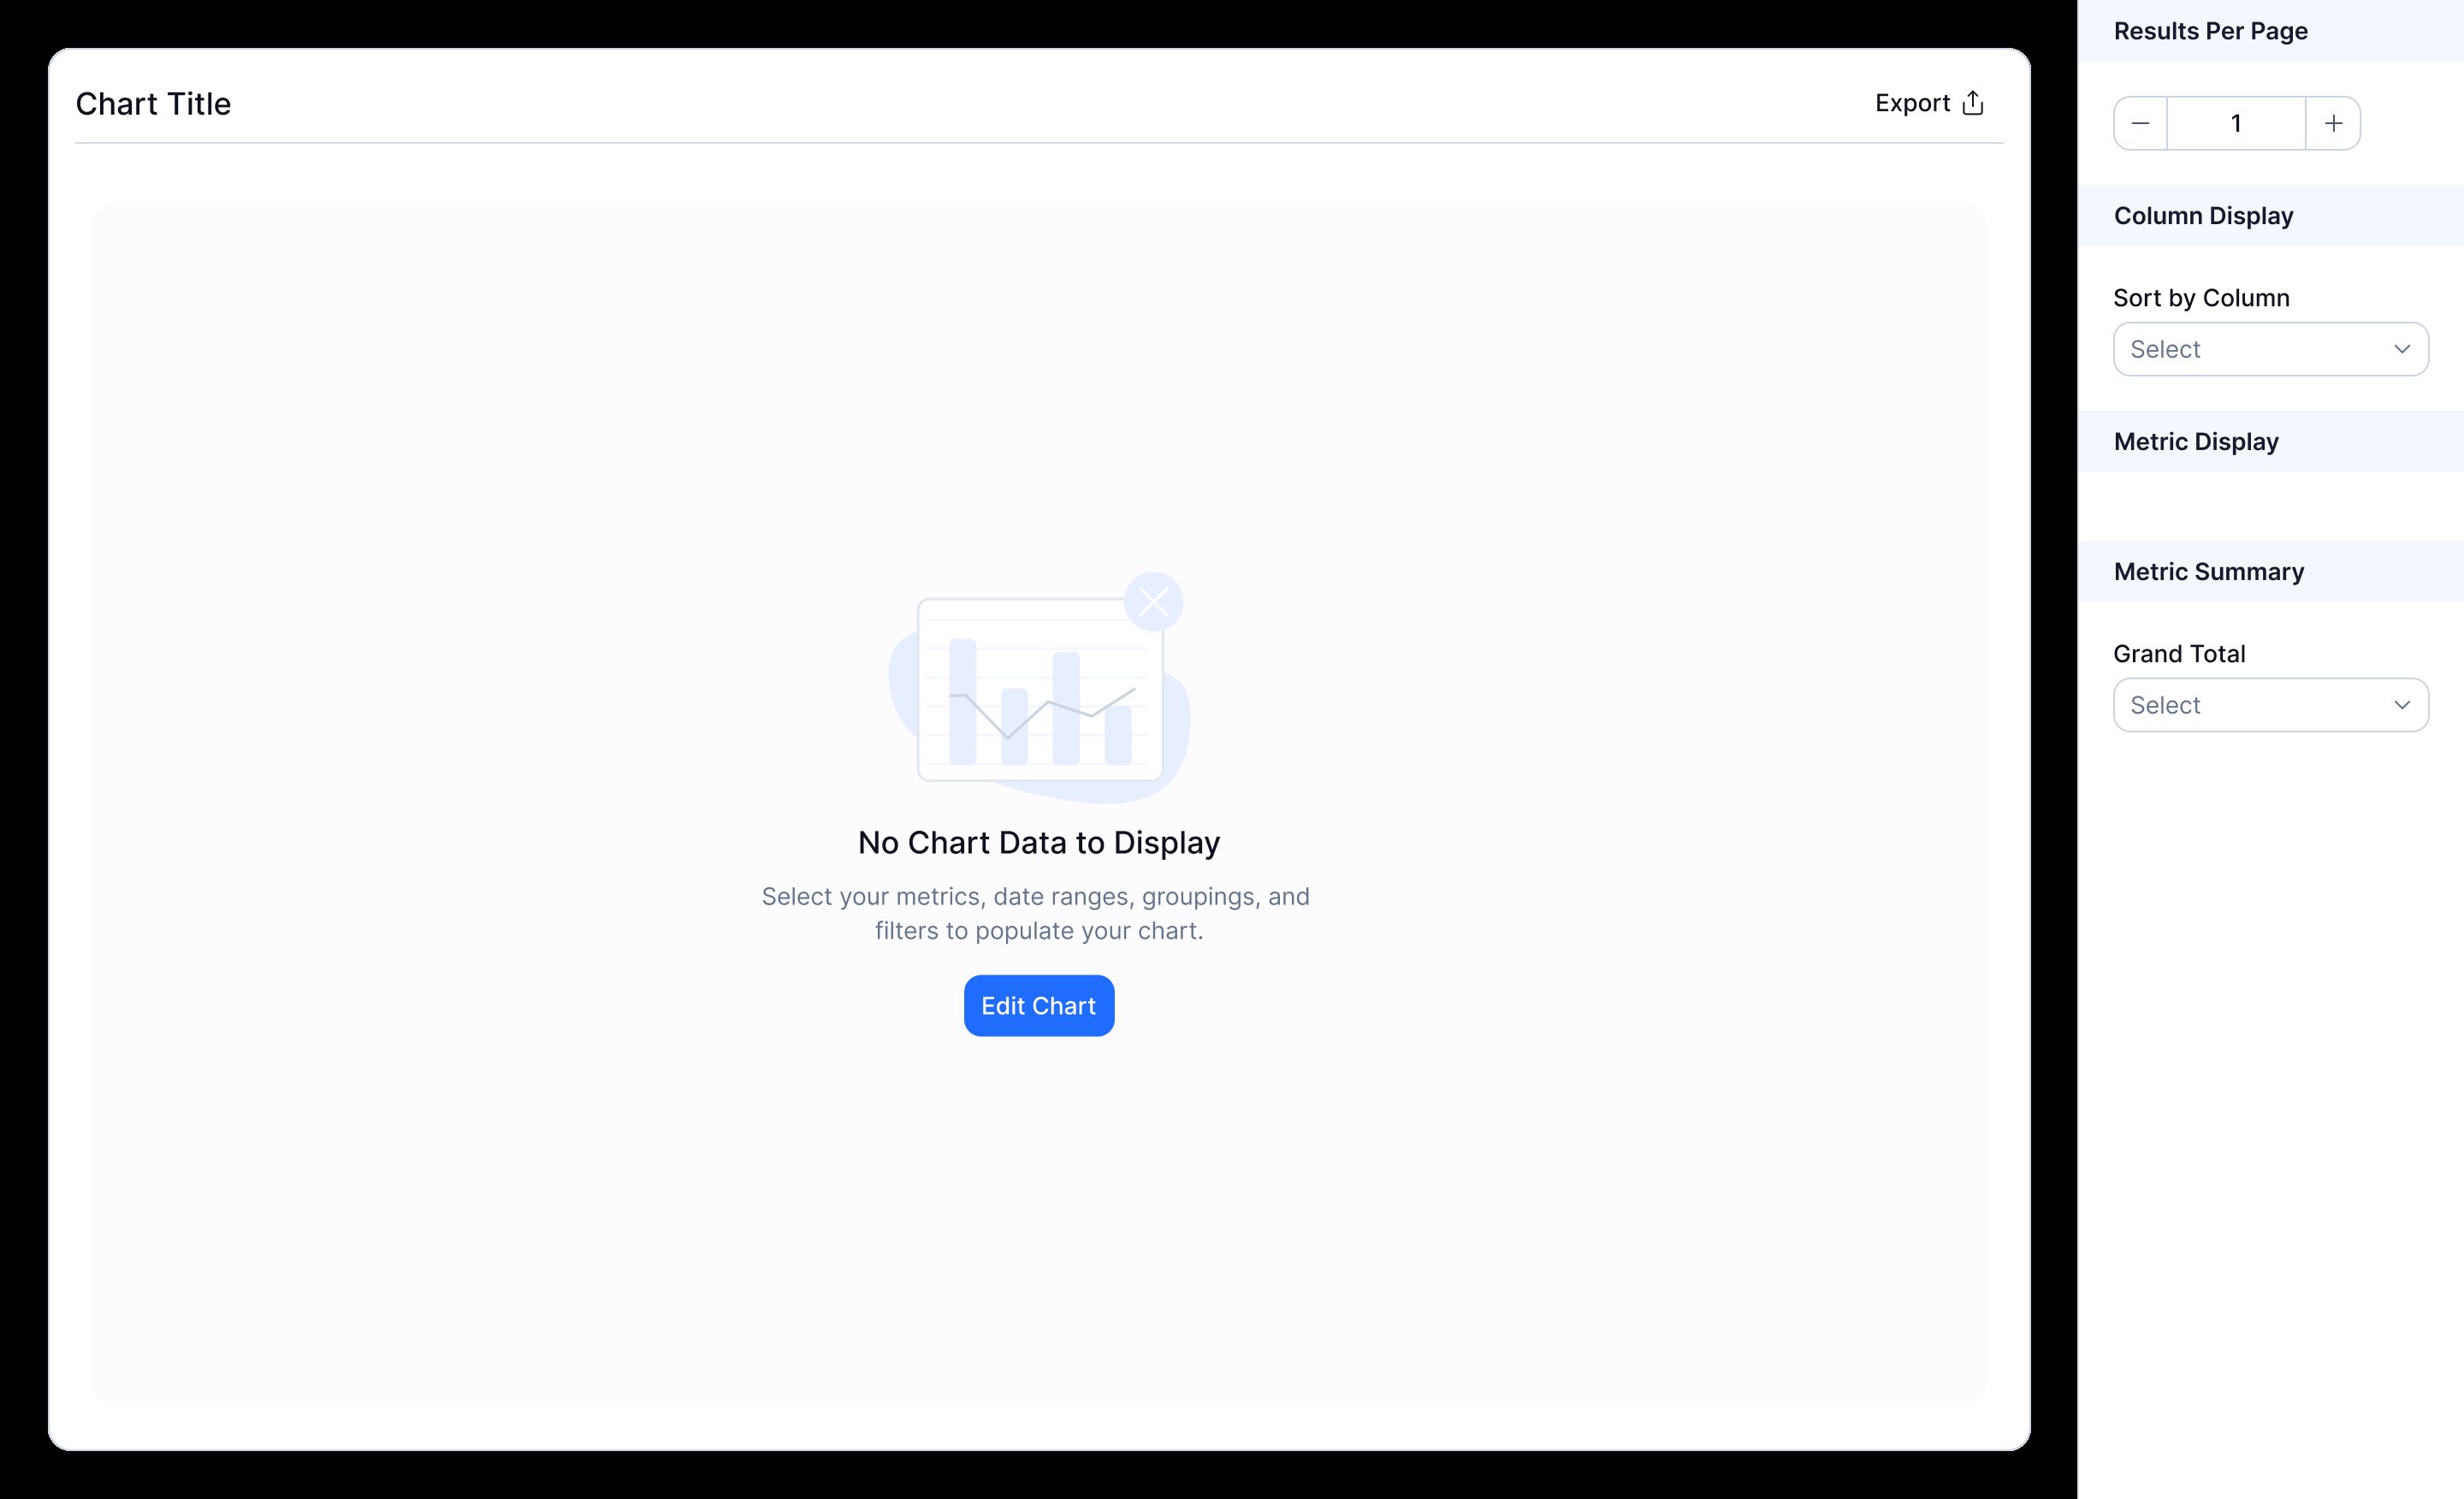 Chart Title
Export
No Chart Data to Display
Select your metrics, date ranges, groupings, and
filters to populate your chart.
Edit Chart
Results Per Page
1
Column Display
Sort by Column
Select
Metric Display
Metric Summary
Grand Total
Select